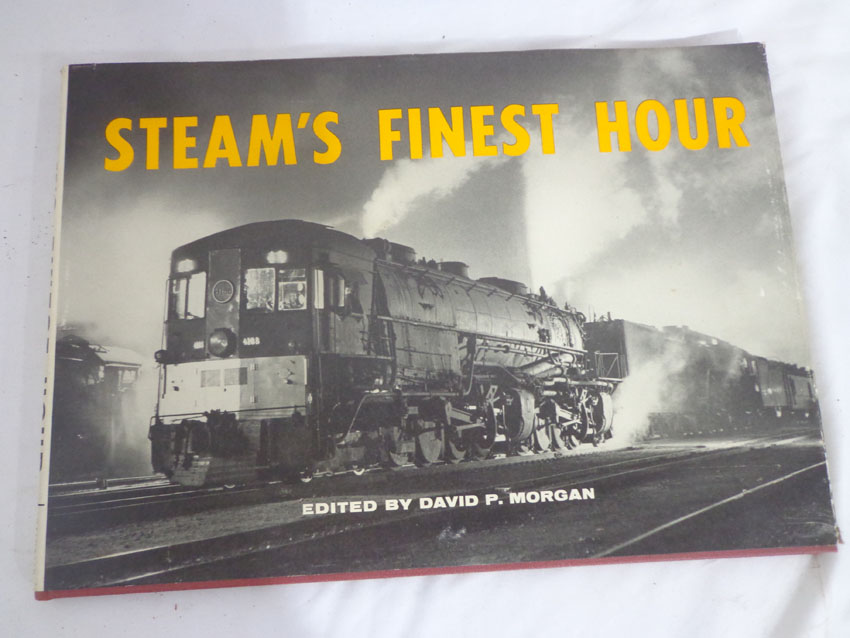 STEAM'S FINEST HOUR
EDITED BY DAVID P. MORGAN